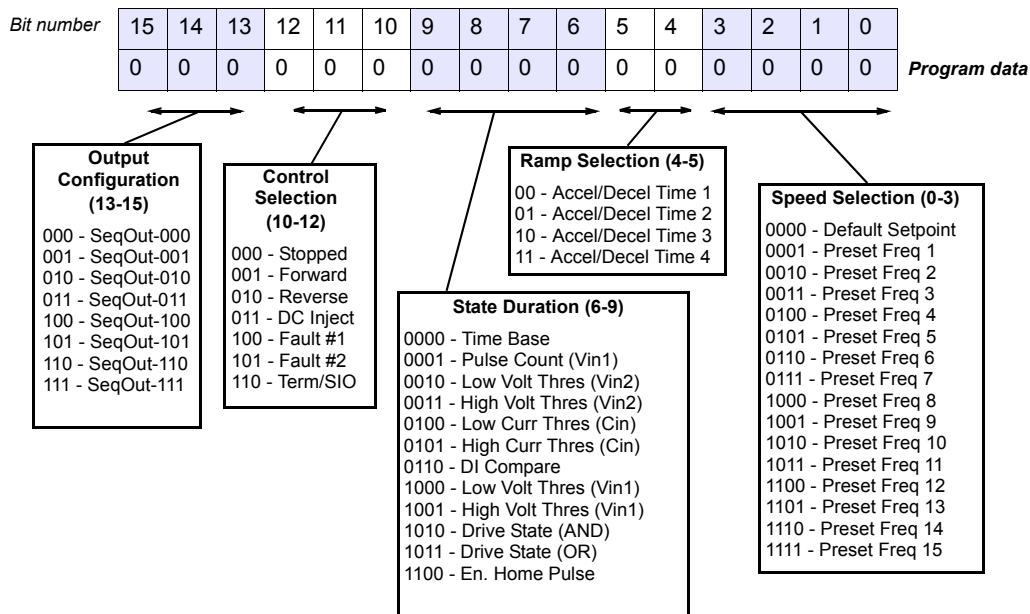 Bit number 15 14 13 12 11 10 9 8 7 6 5 4 3 2 1 0
0 0 0 0 0 0 0 0 0 0 0 0 0 0 0 0 Program data
Output
Configuration
(13-15)
000 - SeqOut-000
001 - SeqOut-001
010 - SeqOut-010
011 - SeqOut-011
100 - SeqOut-100
101 - SeqOut-101
110 - SeqOut-110
111 - SeqOut-111
Control
Selection
(10-12)
000 - Stopped
001 - Forward
010 - Reverse
011 - DC Inject
100 - Fault #1
101 - Fault #2
110 - Term/SIO
State Duration (6-9)
0000 - Time Base
0001 - Pulse Count (Vin1)
0010 - Low Volt Thres (Vin2)
0011 - High Volt Thres (Vin2)
0100 - Low Curr Thres (Cin)
0101 - High Curr Thres (Cin)
0110 - DI Compare
1000 - Low Volt Thres (Vin1)
1001 - High Volt Thres (Vin1)
1010 - Drive State (AND)
1011 - Drive State (OR)
1100 - En. Home Pulse
Ramp Selection (4-5)
00 - Accel/Decel Time 1
01 - Accel/Decel Time 2
10 - Accel/Decel Time 3
11 - Accel/Decel Time 4
Speed Selection (0-3)
0000 - Default Setpoint
0001 - Preset Freq 1
0010 - Preset Freq 2
0011 - Preset Freq 3
0100 - Preset Freq 4
0101 - Preset Freq 5
0110 - Preset Freq 6
0111 - Preset Freq 7
1000 - Preset Freq 8
1001 - Preset Freq 9
1010 - Preset Freq 10
1011 - Preset Freq 11
1100 - Preset Freq 12
1101 - Preset Freq 13
1110 - Preset Freq 14
1111 - Preset Freq 15